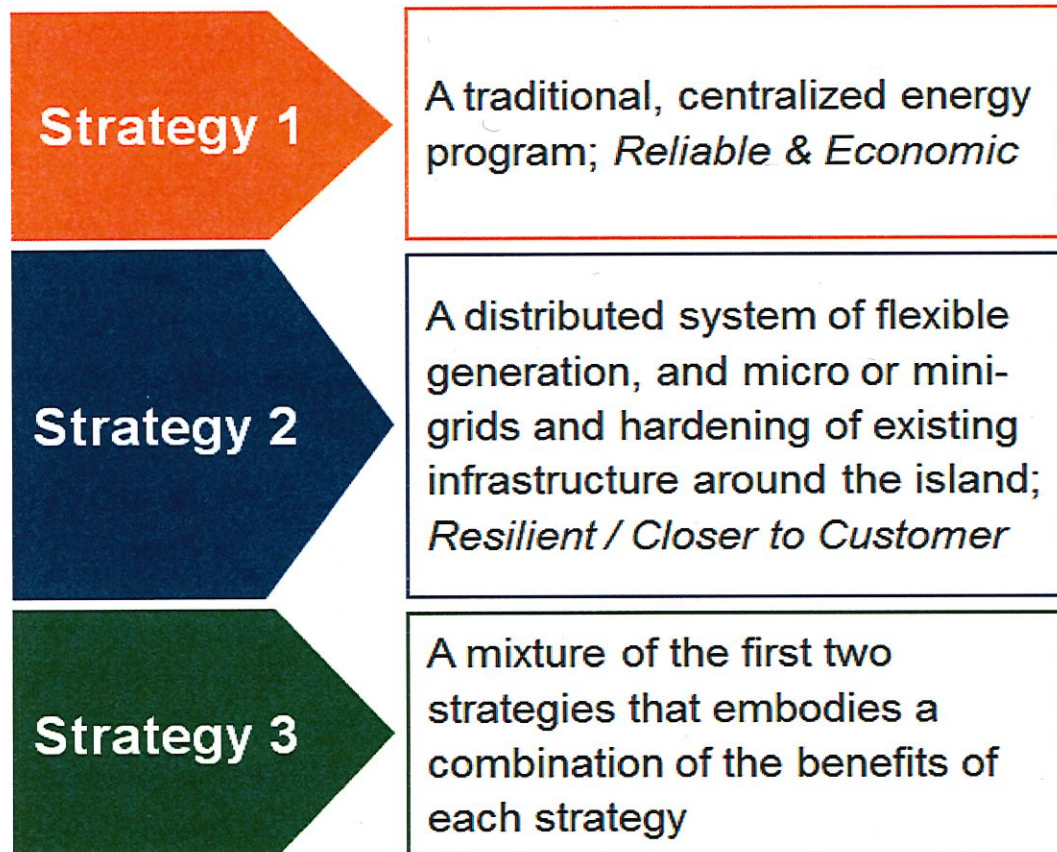 Strategy 1
A traditional, centralized energy
program; Reliable & Economic
Strategy 2
A distributed system of flexible
generation, and micro or mini-
grids and hardening of existing
infrastructure around the island;
Resilient / Closer to Customer
Strategy 3
A mixture of the first two
strategies that embodies a
combination of the benefits of
each strategy